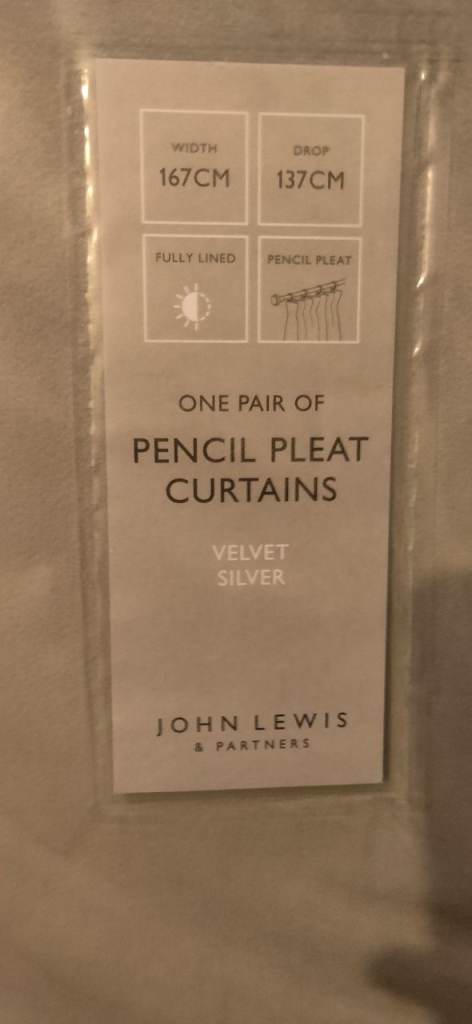 WIDTH
167CM
DROP
137CM
FULLY LINED
PENCIL PLEAT
ONE PAIR OF
PENCIL PLEAT
CURTAINS
VELVET
SILVER
JOHN LEWIS
& PARTNERS